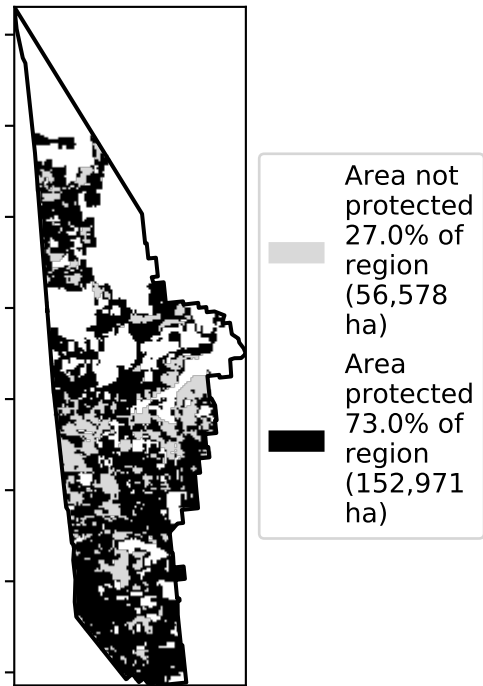 Area not
protected
27.0% of
region
(56,578
ha)
Area
protected
73.0% of
region
(152,971
ha)